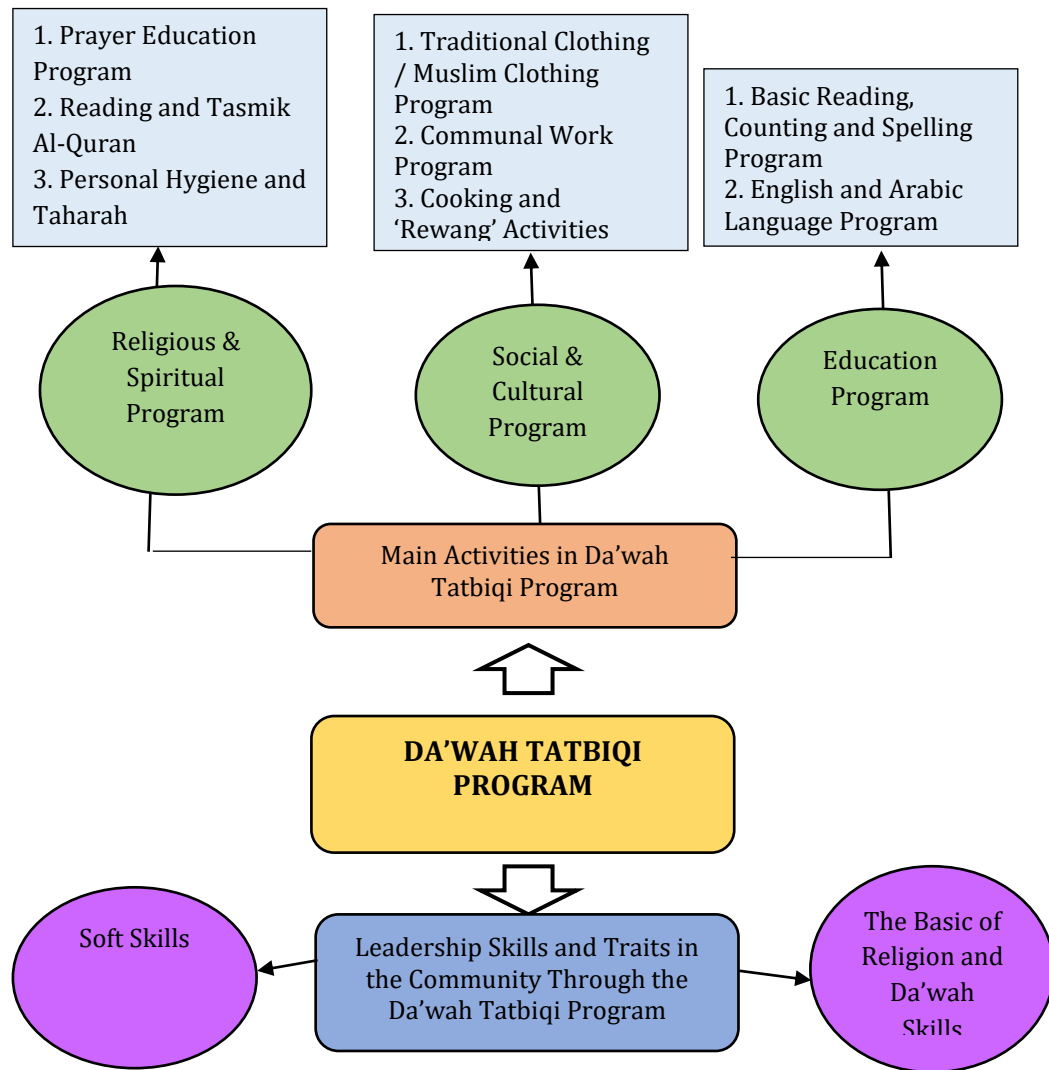 1. Prayer Education
Program
2. Reading and Tasmik
Al-Quran
3. Personal Hygiene and
Taharah
1. Traditional Clothing
/ Muslim Clothing
Program
2. Communal Work
Program
3. Cooking and
‘Rewang’ Activities
1. Basic Reading,
Counting and Spelling
Program
2. English and Arabic
Language Program
Religious &
Spiritual
Program
Social &
Cultural
Program
Education
Program
Main Activities in Da’wah
Tatbiqi Program
DA’WAH TATBIQI
PROGRAM
Soft Skills
Leadership Skills and Traits in
the Community Through the
Da’wah Tatbiqi Program
The Basic of
Religion and
Da’wah
Skills